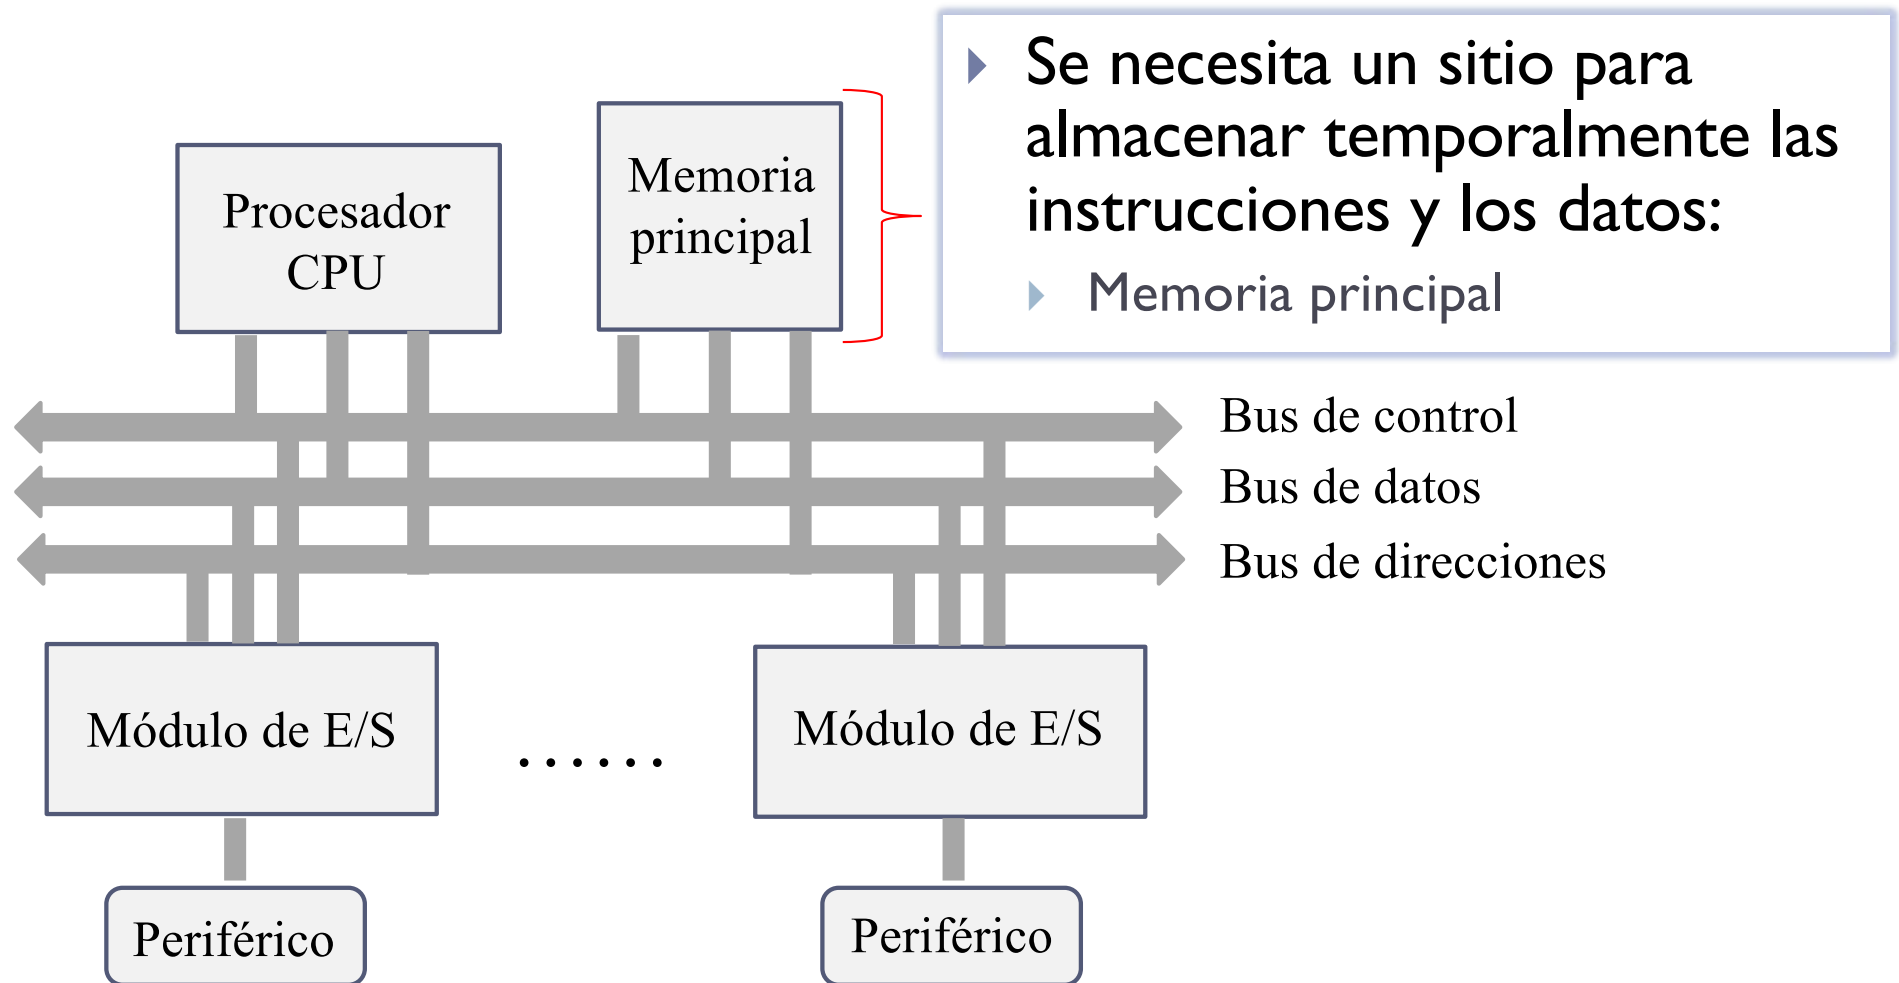 Se necesita un sitio para
almacenar temporalmente las
instrucciones y los datos:
Memoria principal
Procesador
CPU
Memoria
principal
Bus de control
Bus de datos
Bus de direcciones
Módulo de E/S
......
Módulo de E/S
Periférico
Periférico